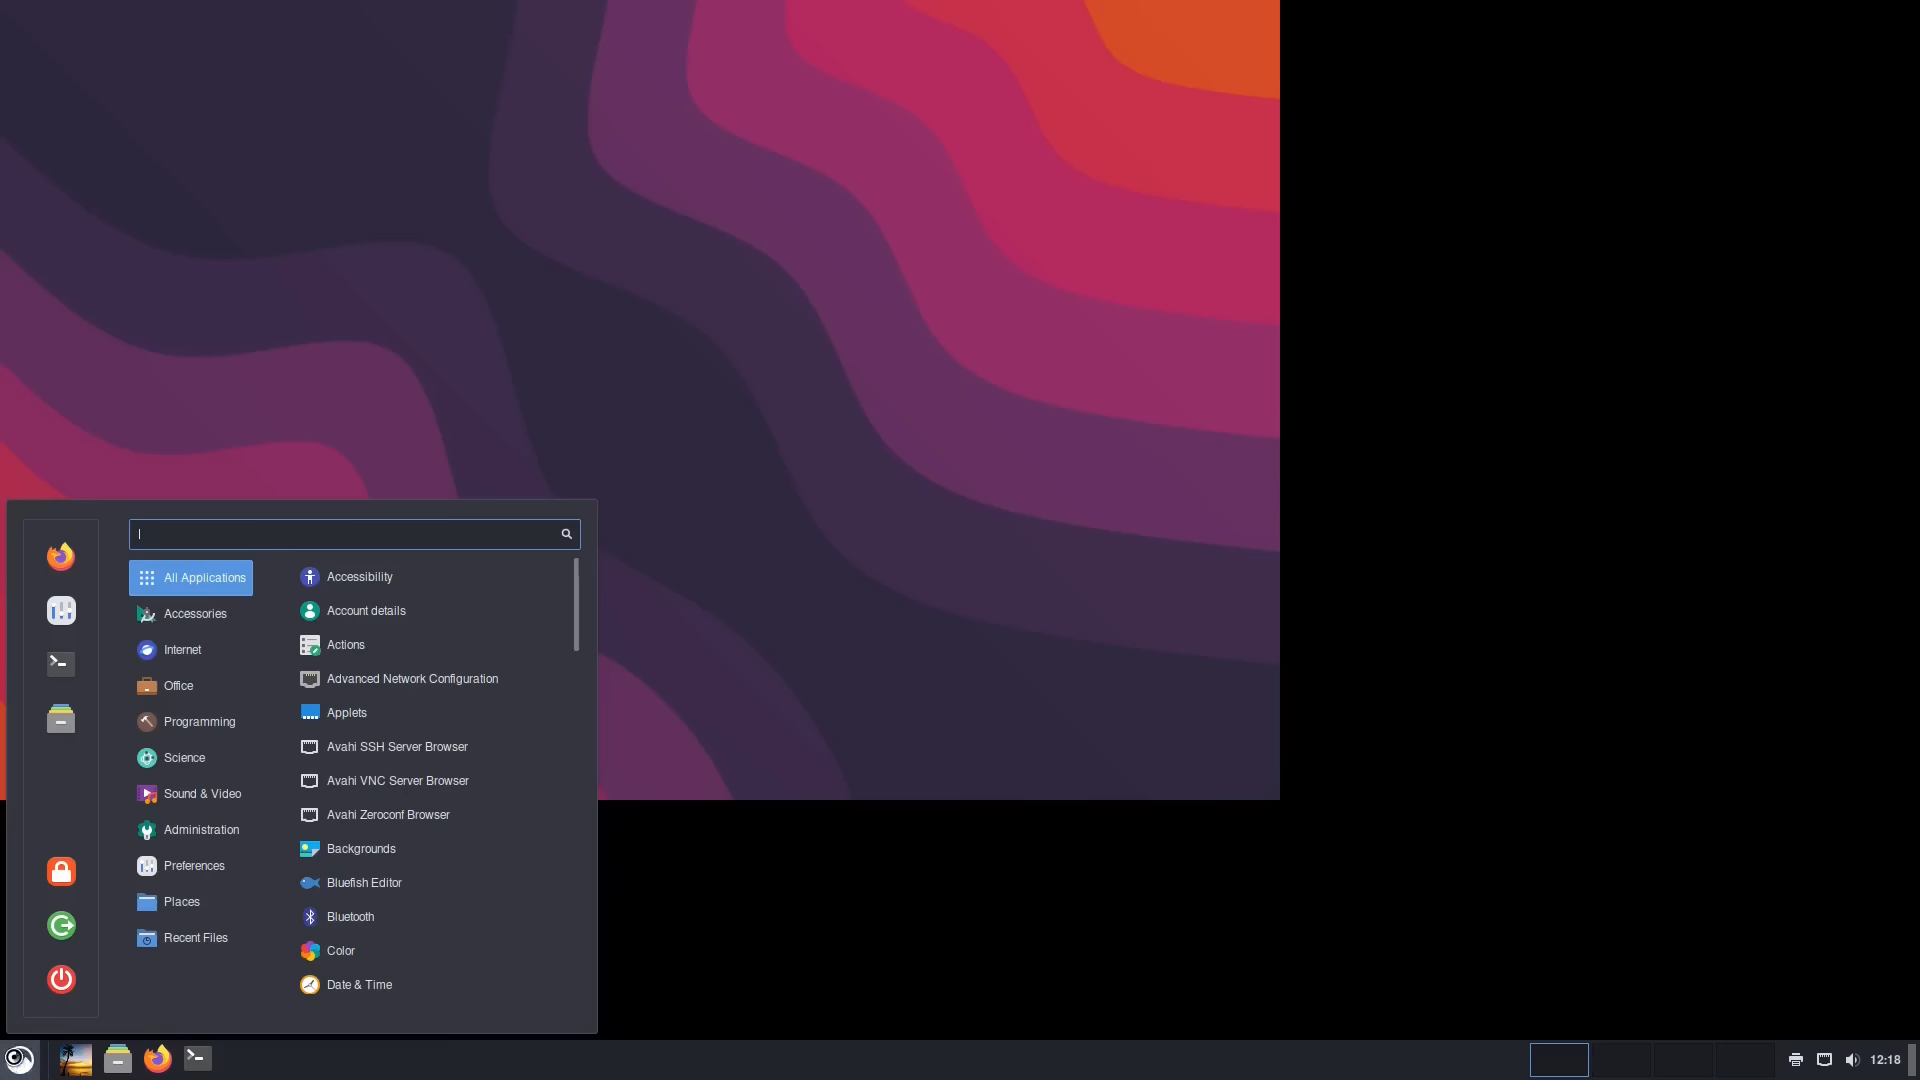 All Applications
Accessories
Internet
Office
Programming
Science
Sound & Video
Administration
Preferences
Places
Recent Files
Accessibility
Account details
Actions
Advanced Network Configuration
Applets
Avahi SSH Server Browser
Avahi VNC Server Browser
Avahi Zeroconf Browser
Backgrounds
Bluefish Editor
Bluetooth
Color
Date & Time
12:18